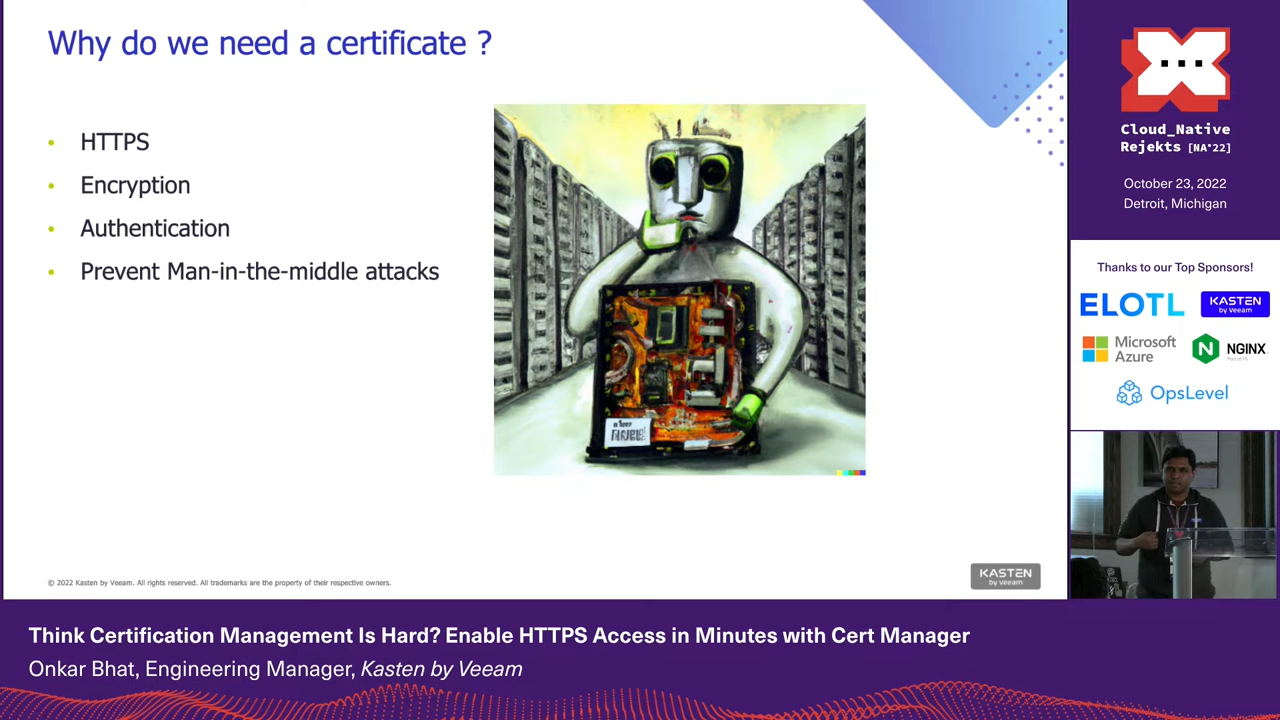 Why do we need a certificate ?
• HTTPS
• Encryption
• Authentication
• Prevent Man-in-the-middle attacks
© 2022 Kasten by Veeam. All rights reserved. All trademarks are the property of their respective owners.
KASTEN
by Veeam
Cloud_Native
Rejekts [NA'22]
October 23, 2022
Detroit, Michigan
Thanks to our Top Sponsors!
ELOTL
KASTEN
by Veeam
Microsoft
Azure
N
NGINX
Part of F5
OpsLevel
Think Certification Management Is Hard? Enable HTTPS Access in Minutes with Cert Manager
Onkar Bhat, Engineering Manager, Kasten by Veeam